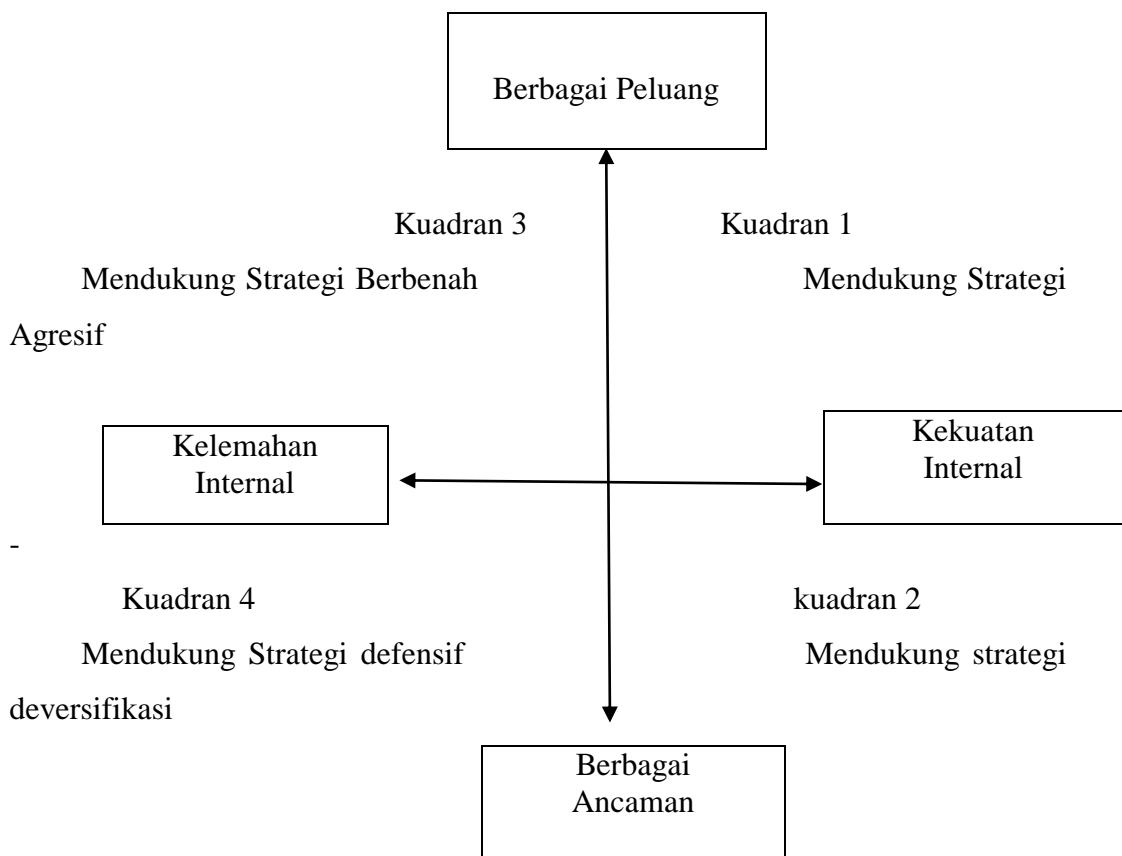 Berbagai Peluang
Kuadran 3 Kuadran 1
Mendukung Strategi Berbenah Mendukung Strategi
Agresif
Kelemahan
Internal
Kekuatan
Internal
-
Kuadran 4 kuadran 2
Mendukung Strategi defensif Mendukung strategi
deversifikasi
Berbagai
Ancaman